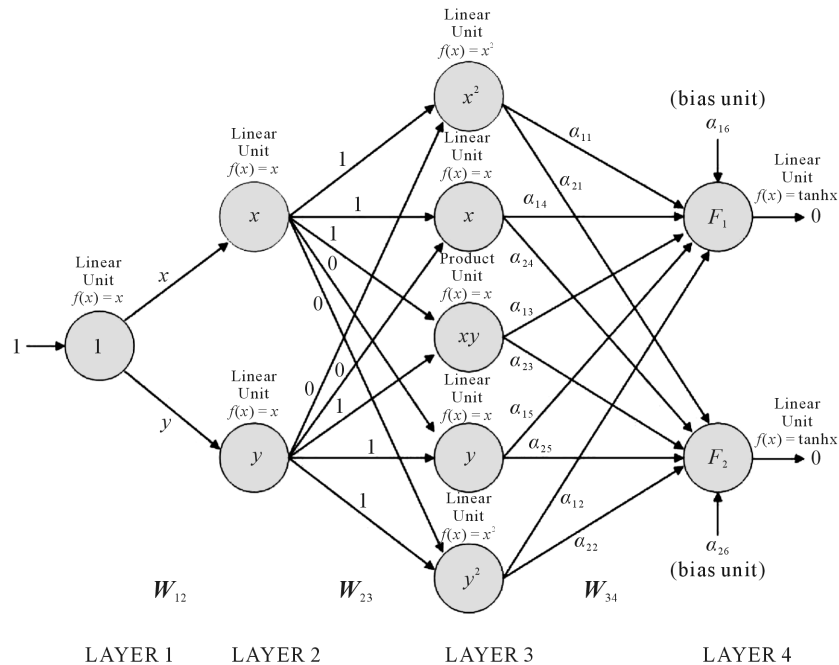 Linear
Unit
f(x) = x²
x²
(bias unit)
α₁₆
Linear
Unit
f(x) = x
x
1
α₁₁
α₂₁
Linear
Unit
f(x) = x
x
1
α₁₄
α₂₄
F₁
Linear
Unit
f(x) = tanhx
0
1
0
0
Product
Unit
f(x) = x
xy
α₁₃
α₂₃
1
Linear
Unit
f(x) = x
1
x
y
Linear
Unit
f(x) = x
y
0
0
1
1
1
Linear
Unit
f(x) = x
y
α₁₅
α₂₅
F₂
Linear
Unit
f(x) = tanhx
0
Linear
Unit
f(x) = x²
y²
α₁₂
α₂₂
α₂₆
(bias unit)
W₁₂
W₂₃
W₃₄
LAYER 1
LAYER 2
LAYER 3
LAYER 4